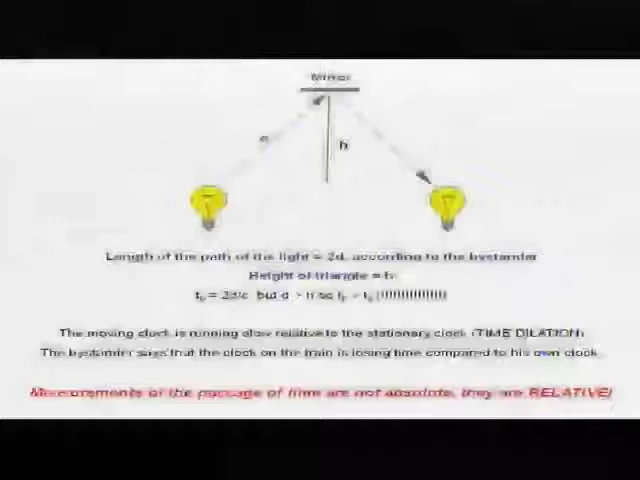 Mirror
h
Length of the path of the light = 2d, according to the bystander
Height of triangle = h
but d > h so
The moving clock is running slow relative to the stationary clock (TIME DILATION)
The bystander says that the clock on the train is losing time compared to his own clock.
Measurements of the passage of time are not absolute, they are RELATIVE!